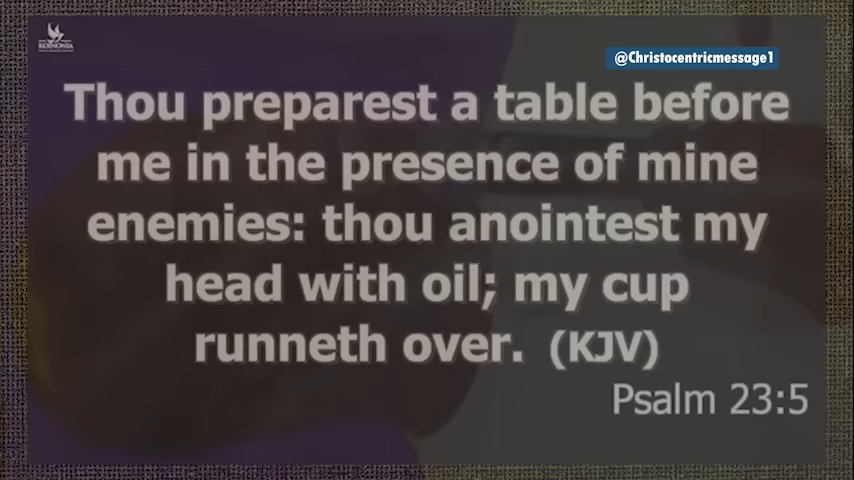 KOINONIA
@Christocentricmessage1
Thou preparest a table before
me in the presence of mine
enemies: thou anointest my
head with oil; my cup
runneth over. (KJV)
Psalm 23:5